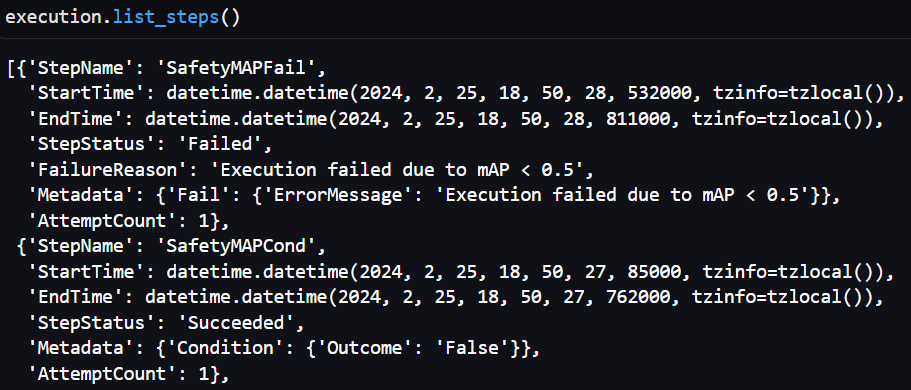 execution.list_steps()
[{'StepName': 'SafetyMAPFail',
'StartTime': datetime.datetime(2024, 2, 25, 18, 50, 28, 532000, tzinfo=tzlocal()),
'EndTime': datetime.datetime(2024, 2, 25, 18, 50, 28, 811000, tzinfo=tzlocal()),
'StepStatus': 'Failed',
'FailureReason': 'Execution failed due to mAP < 0.5',
'Metadata': {'Fail': {'ErrorMessage': 'Execution failed due to mAP < 0.5'}},
'AttemptCount': 1},
{'StepName': 'SafetyMAPCond',
'StartTime': datetime.datetime(2024, 2, 25, 18, 50, 27, 85000, tzinfo=tzlocal()),
'EndTime': datetime.datetime(2024, 2, 25, 18, 50, 27, 762000, tzinfo=tzlocal()),
'StepStatus': 'Succeeded',
'Metadata': {'Condition': {'Outcome': 'False'}},
'AttemptCount': 1},